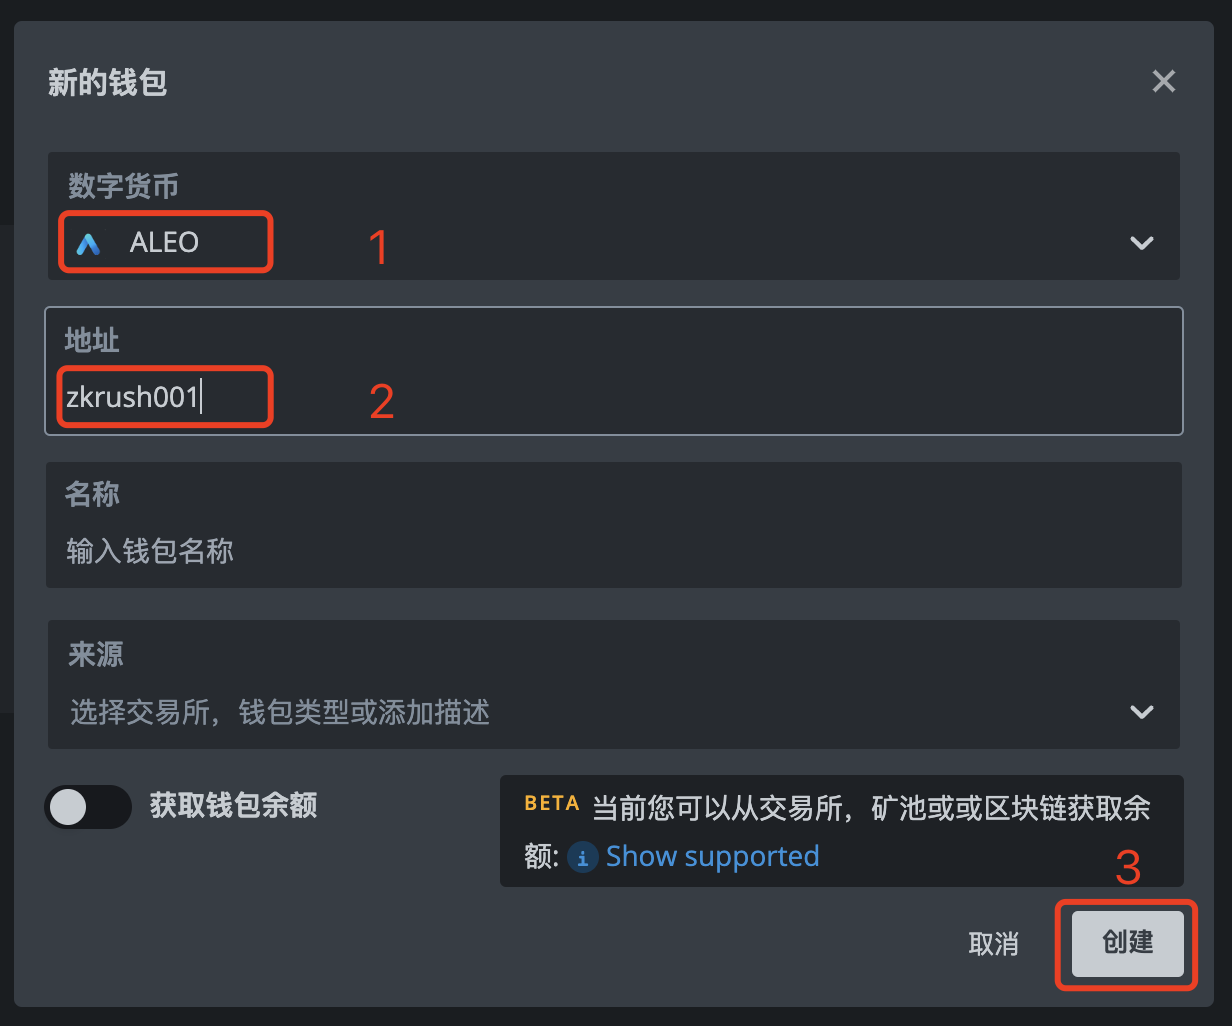 新的钱包
数字货币
ALEO
1
地址
zkrush001
2
名称
输入钱包名称
来源
选择交易所，钱包类型或添加描述
获取钱包余额
BETA 当前您可以从交易所，矿池或或区块链获取余
额: i Show supported
3
取消
创建